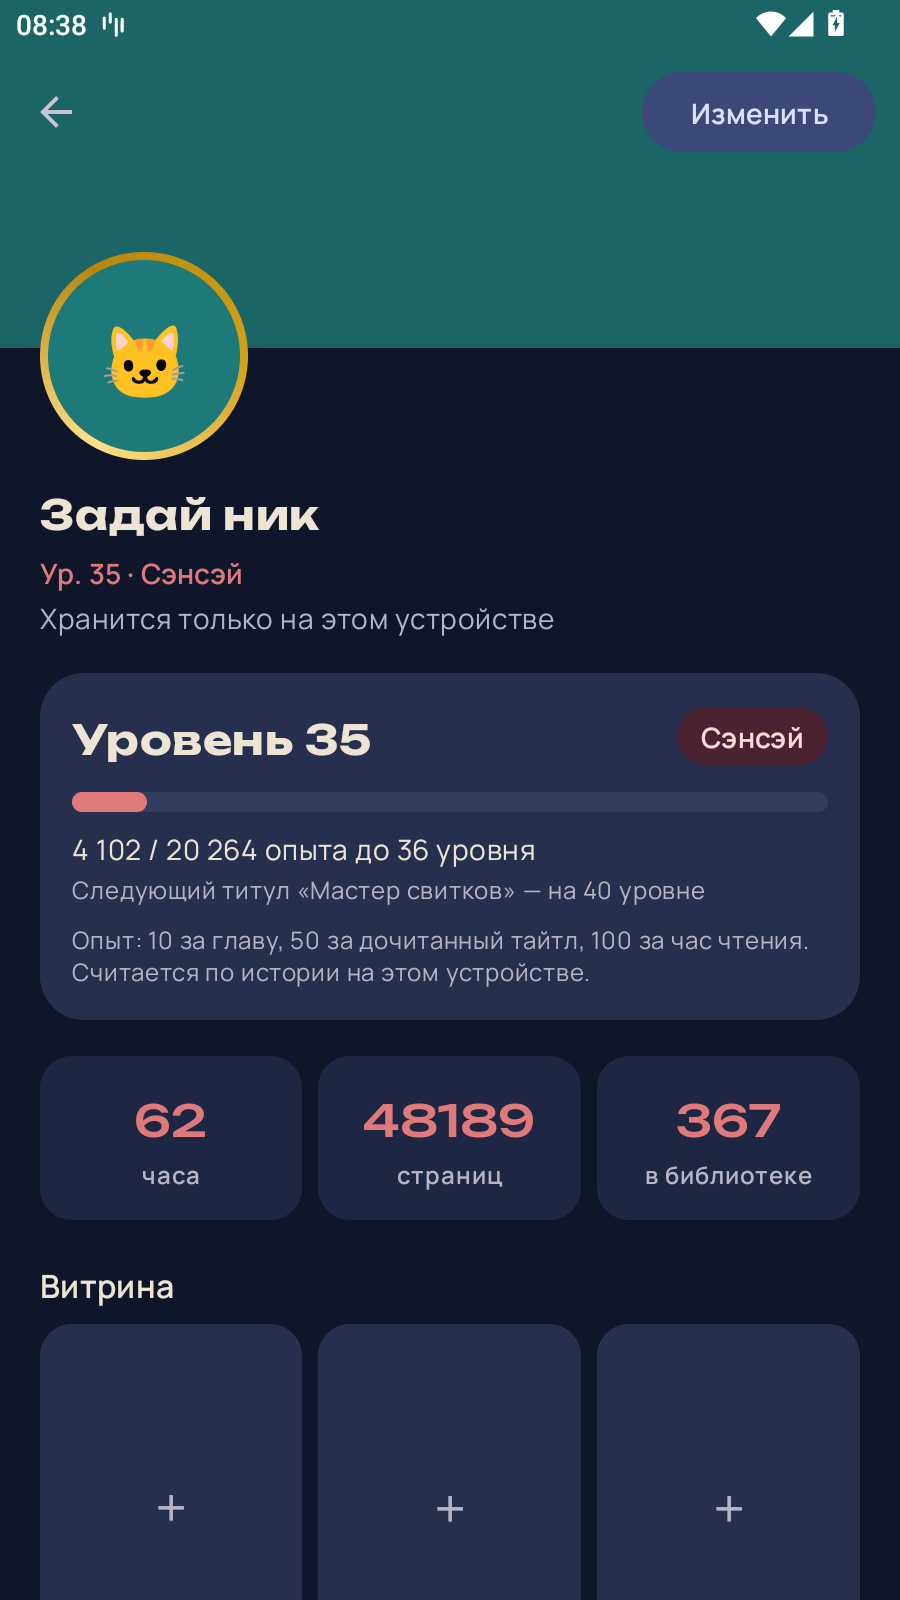 08:38
Изменить
Задай ник
Ур. 35 · Сэнсэй
Хранится только на этом устройстве
Уровень 35
Сэнсэй
4 102 / 20 264 опыта до 36 уровня
Следующий титул «Мастер свитков» — на 40 уровне
Опыт: 10 за главу, 50 за дочитанный тайтл, 100 за час чтения.
Считается по истории на этом устройстве.
62
часа
48189
страниц
367
в библиотеке
Витрина
+
+
+